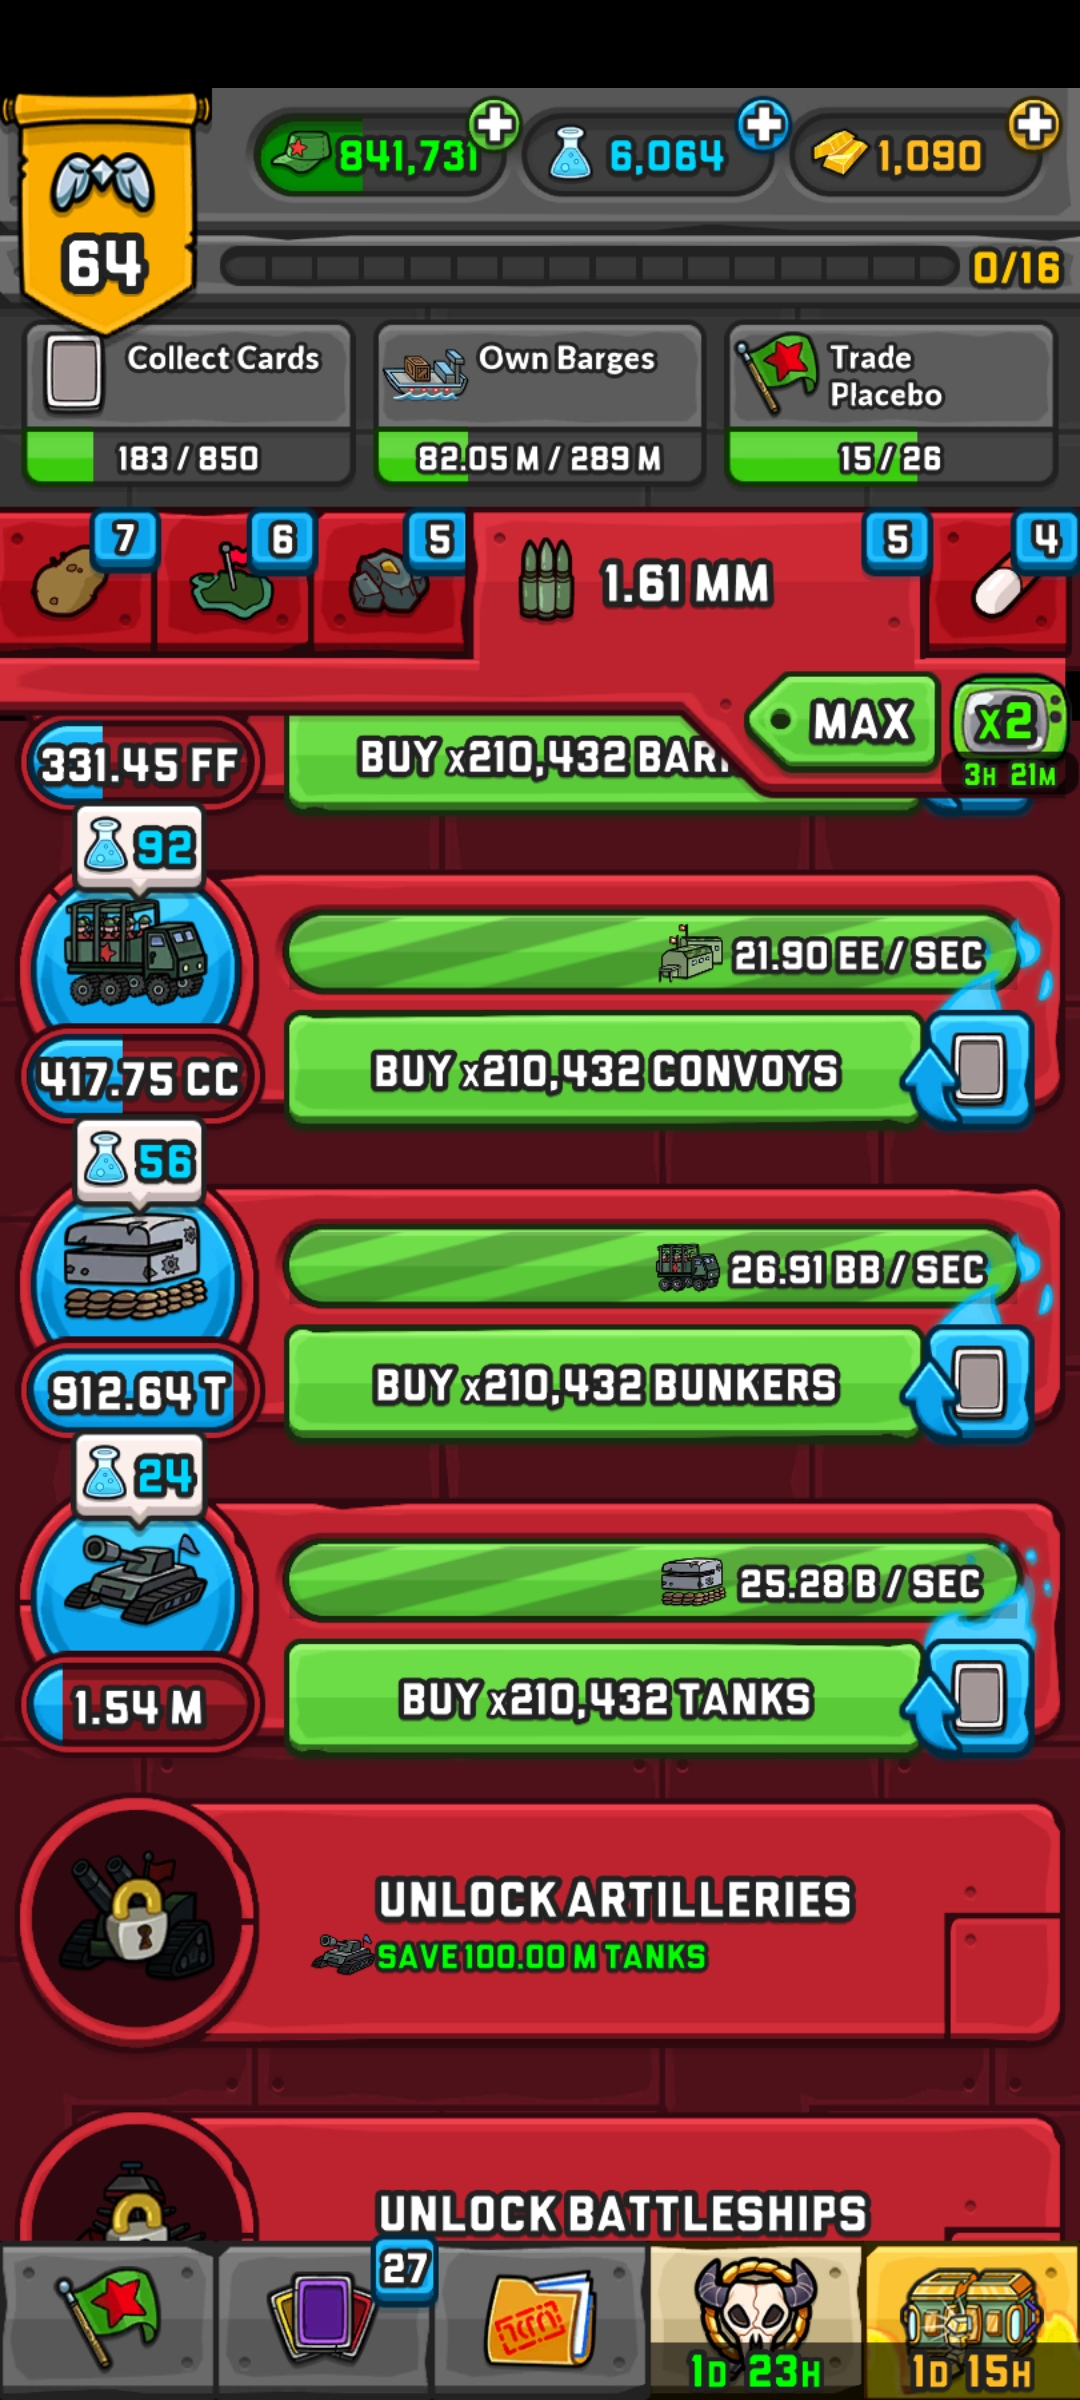 841,731
6,064
1,090
64
0/16
Collect Cards
183 / 850
Own Barges
82.05 M / 289 M
Trade
Placebo
15 / 26
7
6
5
1.61 MM
5
4
MAX
x2
3H 21M
331.45 FF
BUY x210,432
92
21.90 EE / SEC
417.75 CC
BUY x210,432 CONVOYS
56
26.91 BB / SEC
912.64 T
BUY x210,432 BUNKERS
24
25.28 B / SEC
1.54 M
BUY x210,432 TANKS
UNLOCK ARTILLERIES
SAVE 100.00 M TANKS
UNLOCK BATTLESHIPS
27
1D 23H
1D 15H